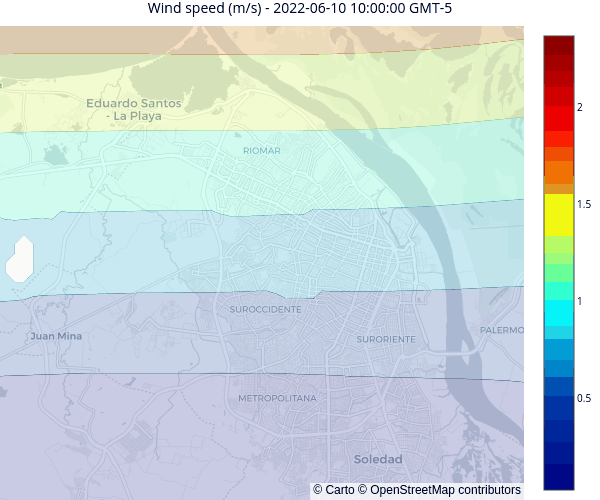 Wind speed (m/s) - 2022-06-10 10:00:00 GMT-5
Eduardo Santos
- La Playa
RIOMAR
SUROCCIDENTE
Juan Mina
SURORIENTE
PALERMO
METROPOLITANA
Soledad
© Carto © OpenStreetMap contributors
2
1.5
1
0.5